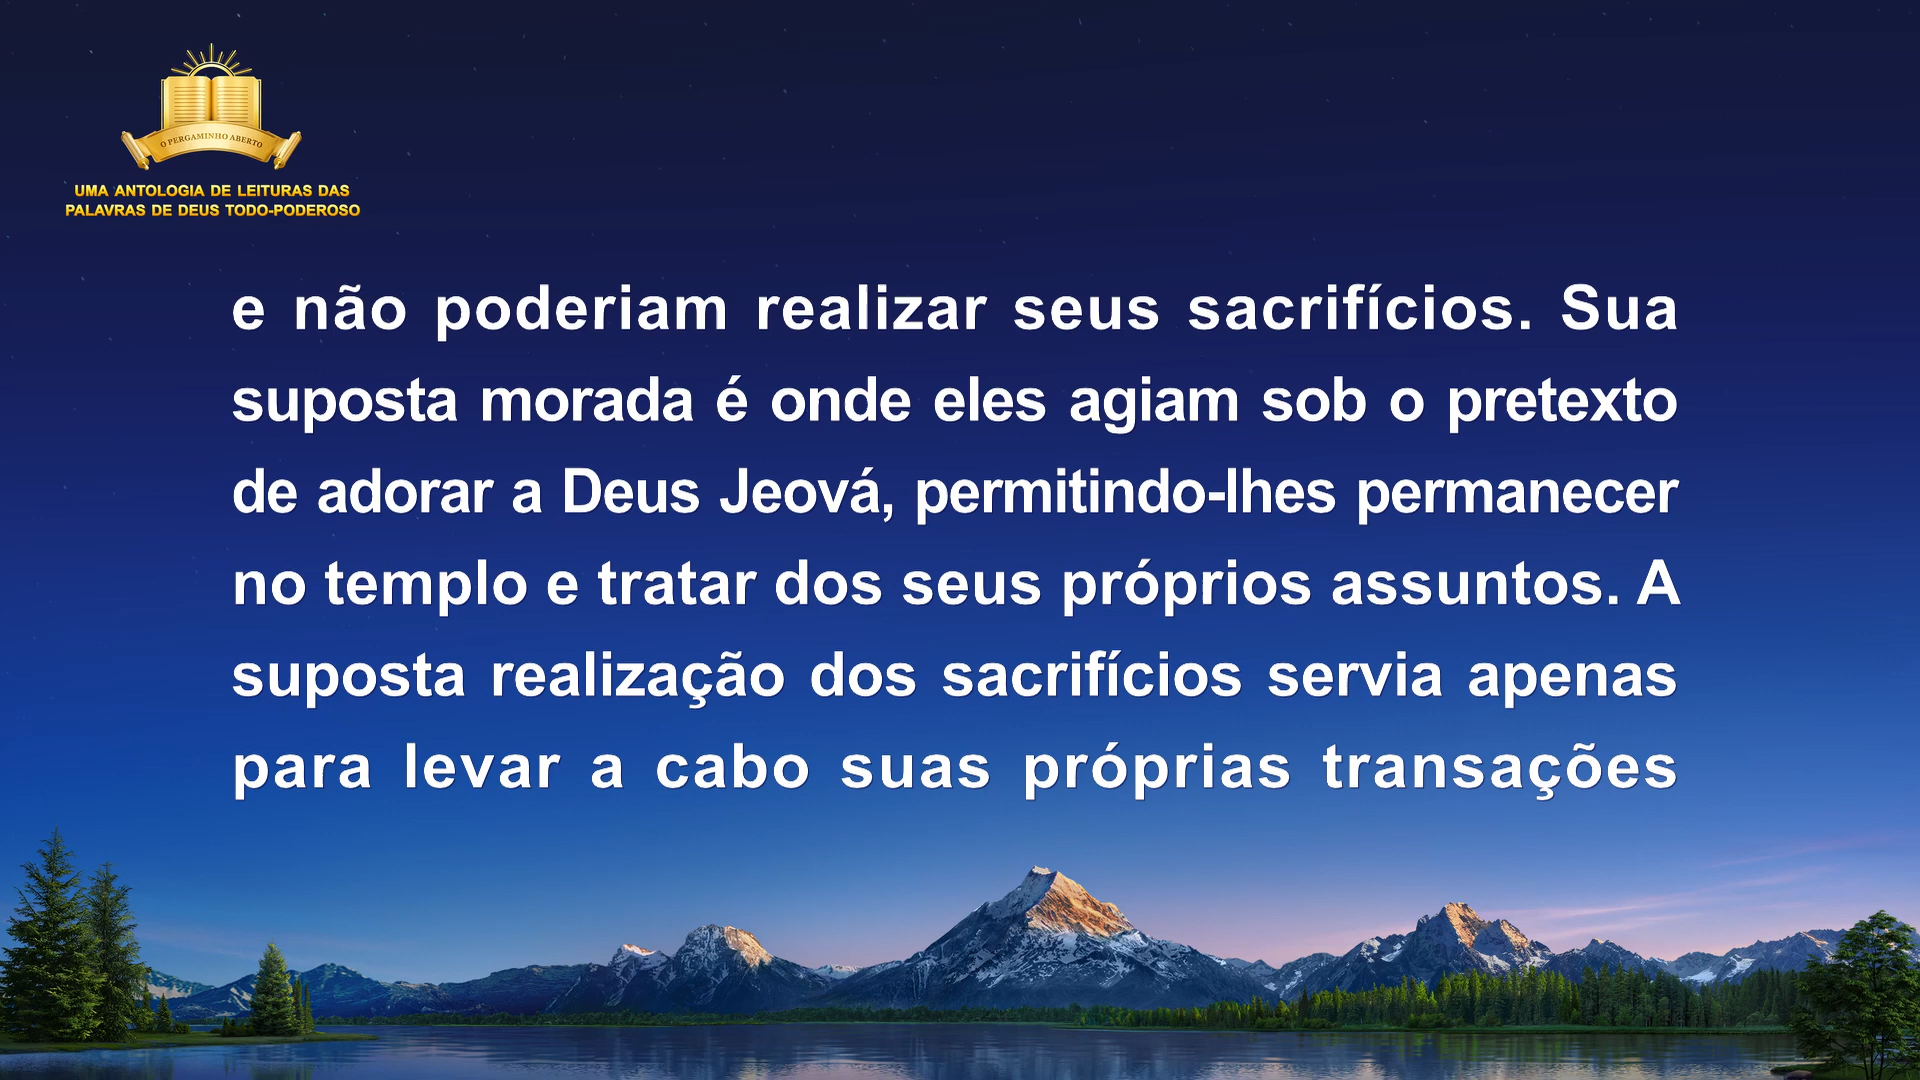 O PERGAMINHO ABERTO
UMA ANTOLOGIA DE LEITURAS DAS
PALAVRAS DE DEUS TODO-PODEROSO
e não poderiam realizar seus sacrifícios. Sua
suposta morada é onde eles agiam sob o pretexto
de adorar a Deus Jeová, permitindo-lhes permanecer
no templo e tratar dos seus próprios assuntos. A
suposta realização dos sacrifícios servia apenas
para levar a cabo suas próprias transações